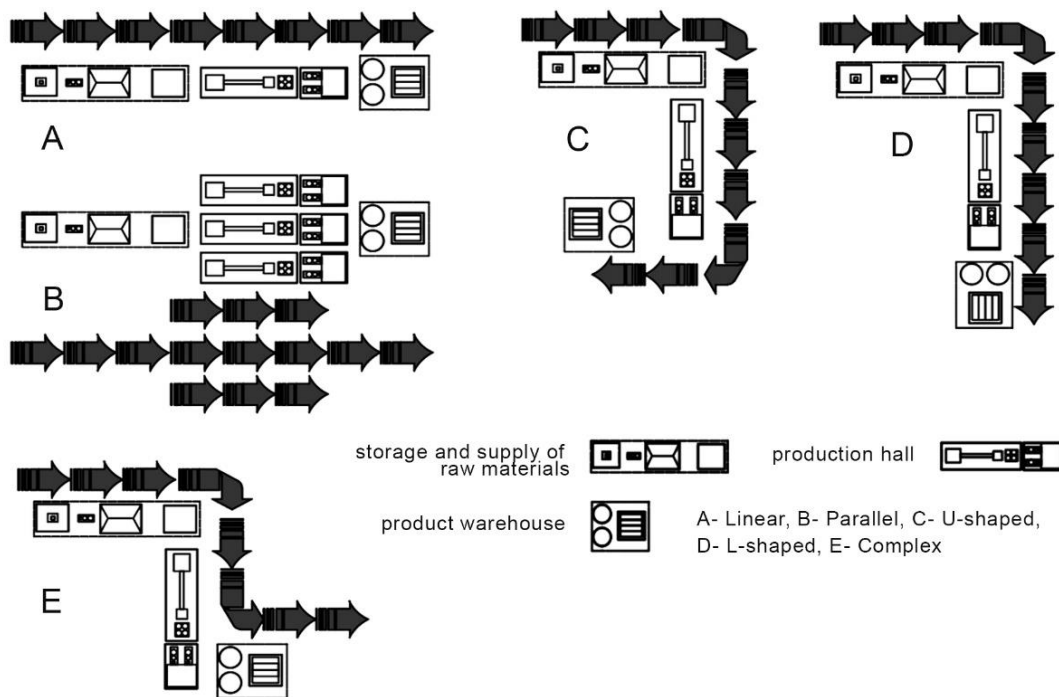 A
C
D
B
E
storage and supply of
raw materials
production hall
product warehouse
A- Linear, B- Parallel, C- U-shaped,
D- L-shaped, E- Complex